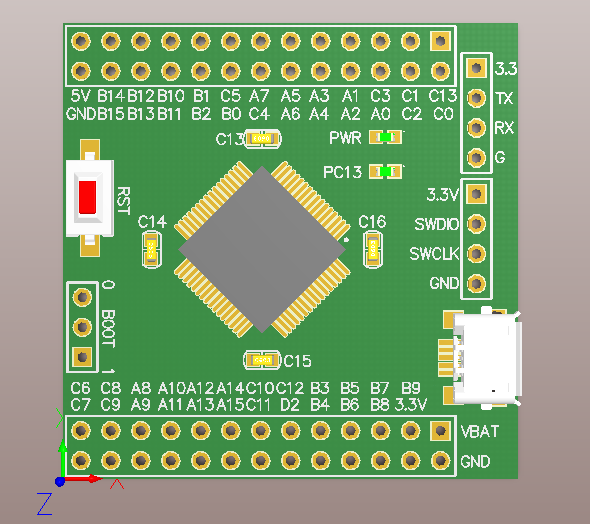 3.3
5V B14 B12 B10 B1 C5 A7 A5 A3 A1 C3 C1 C13
TX
GND B15 B13 B11 B2 B0 C4 A6 A4 A2 A0 C2 C0
RX
C13
PWR
G
PC13
RST
3.3V
C14
C16
SWDIO
SWCLK
GND
0
BOOT
1
C15
C6 C8 A8 A10 A12 A14 C10 C12 B3 B5 B7 B9
C7 C9 A9 A11 A13 A15 C11 D2 B4 B6 B8 3.3V
VBAT
GND
Z
X